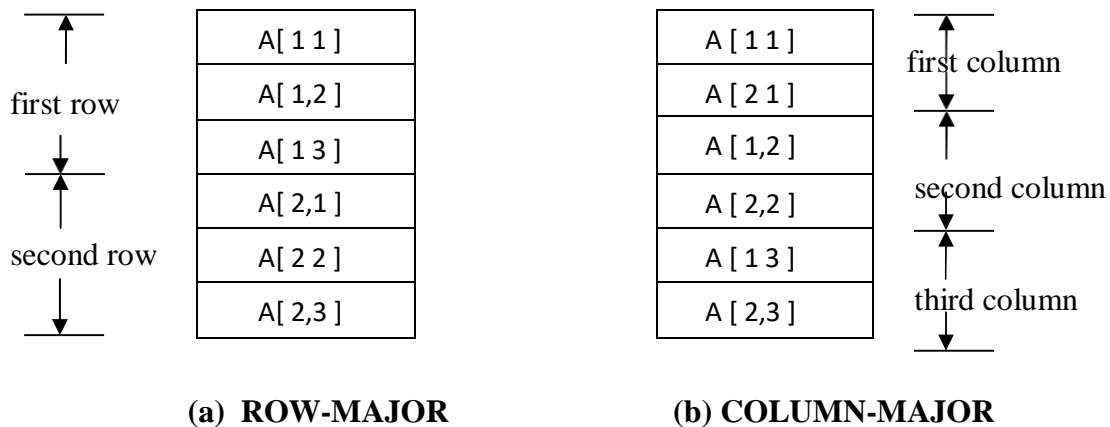 A[ 1 1 ]
A[ 1,2 ]
A[ 1 3 ]
A[ 2,1 ]
A[ 2 2 ]
A[ 2,3 ]
first row
second row
A [ 1 1 ]
A [ 2 1 ]
A [ 1,2 ]
A [ 2,2 ]
A [ 1 3 ]
A [ 2,3 ]
first column
second column
third column
(a) ROW-MAJOR
(b) COLUMN-MAJOR